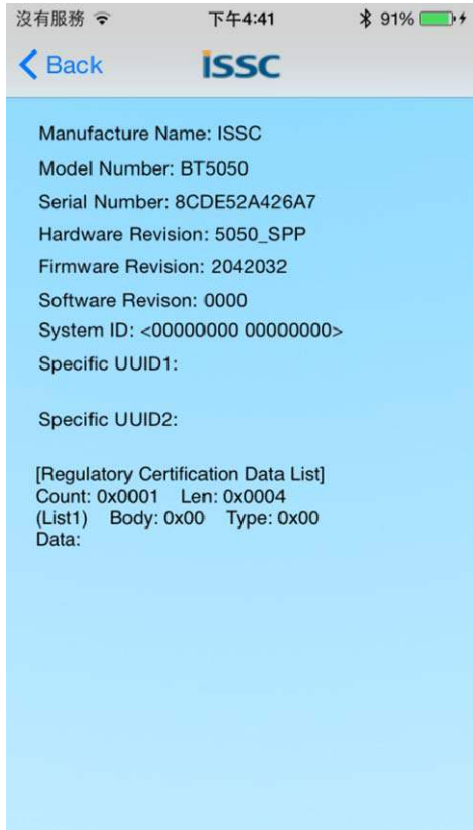 沒有服務 下午4:41 91%
Back ISSC
Manufacture Name: ISSC
Model Number: BT5050
Serial Number: 8CDE52A426A7
Hardware Revision: 5050_SPP
Firmware Revision: 2042032
Software Revison: 0000
System ID: <00000000 00000000>
Specific UUID1:
Specific UUID2:
[Regulatory Certification Data List]
Count: 0x0001 Len: 0x0004
(List1) Body: 0x00 Type: 0x00
Data: